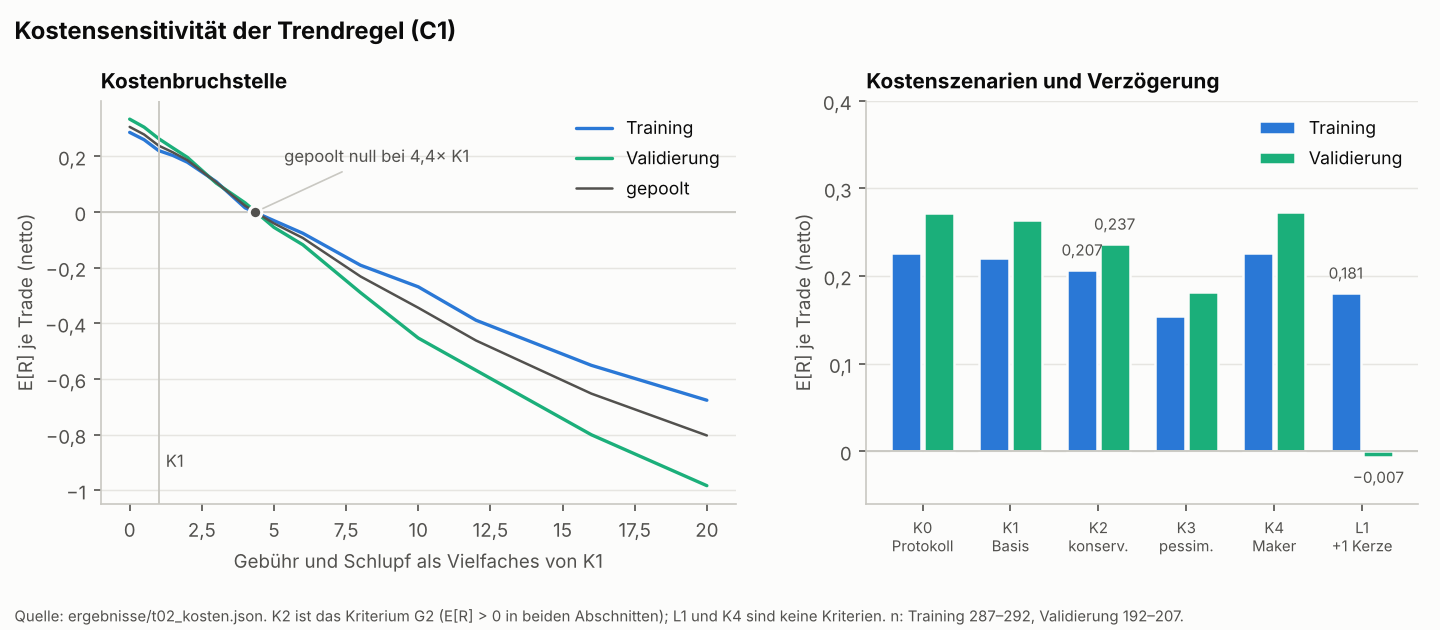 Kostensensitivität der Trendregel (C1)
Kostenbruchstelle
E[R] je Trade (netto)
0,2
0
−0,2
−0,4
−0,6
−0,8
−1
Training
Validierung
gepoolt
gepoolt null bei 4,4× K1
K1
0 2,5 5 7,5 10 12,5 15 17,5 20
Gebühr und Schlupf als Vielfaches von K1
Kostenszenarien und Verzögerung
E[R] je Trade (netto)
0,4
0,3
0,2
0,1
0
Training
Validierung
0,207
0,237
0,181
−0,007
K0 K1 K2 K3 K4 L1
Protokoll Basis konserv. pessim. Maker +1 Kerze
Quelle: ergebnisse/t02_kosten.json. K2 ist das Kriterium G2 (E[R] > 0 in beiden Abschnitten); L1 und K4 sind keine Kriterien. n: Training 287–292, Validierung 192–207.